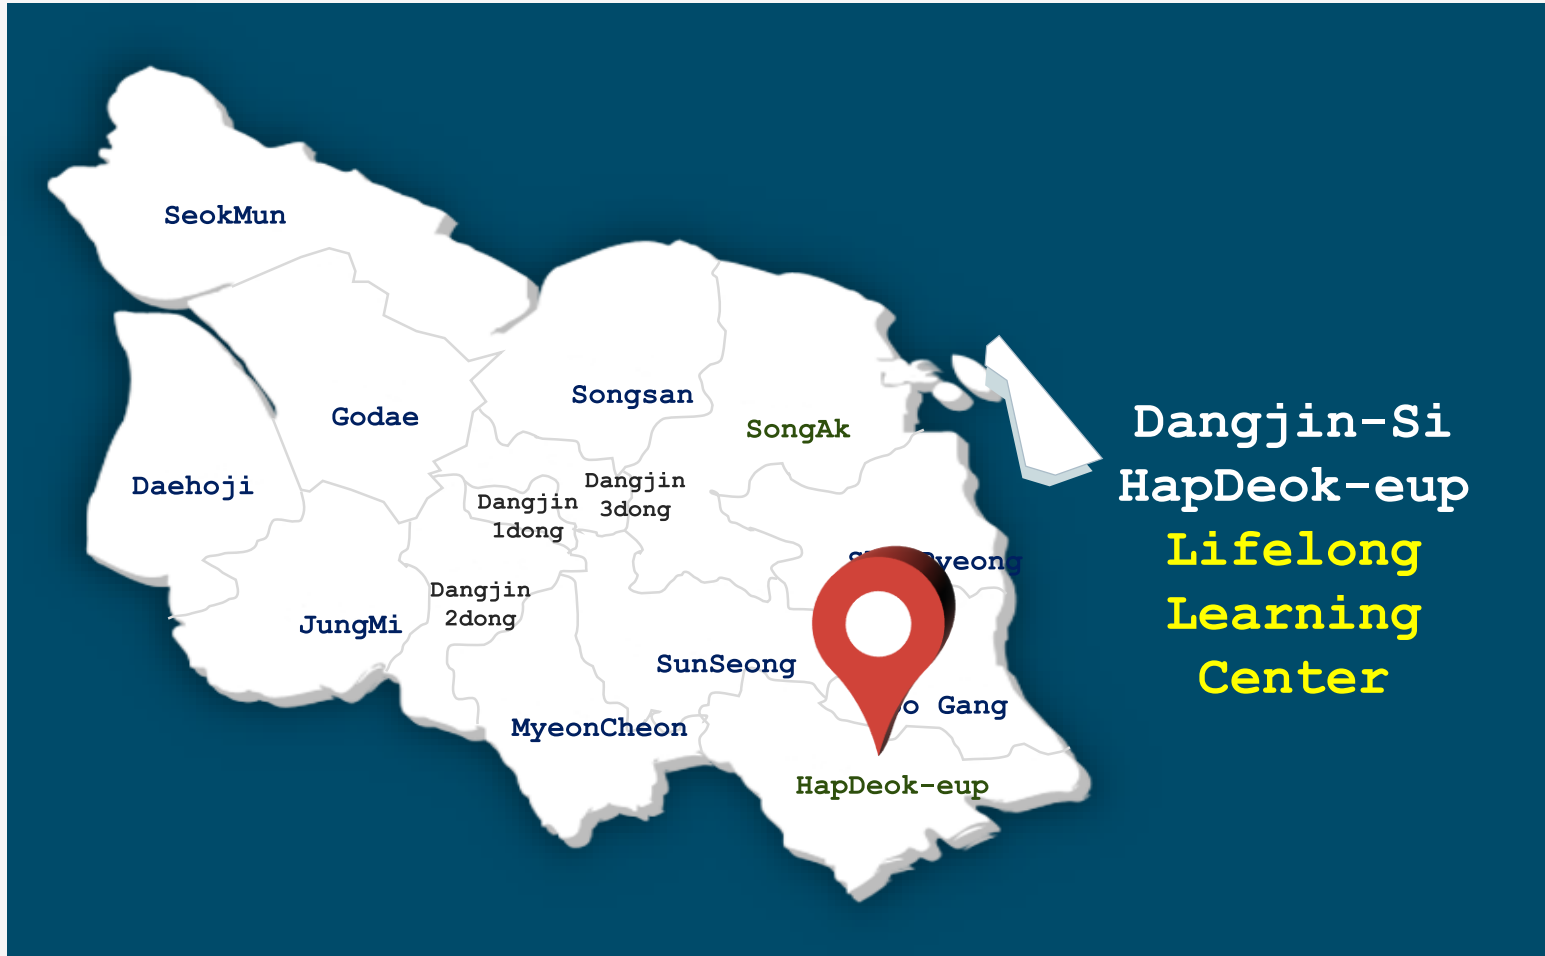 SeokMun
Songsan
Godae
SongAk
Dangjin-Si
HapDeok-eup
Lifelong
Learning
Center
Daehoji
Dangjin
3dong
Dangjin
1dong
Dangjin
2dong
JungMi
SunSeong
Gang
MyeonCheon
HapDeok-eup